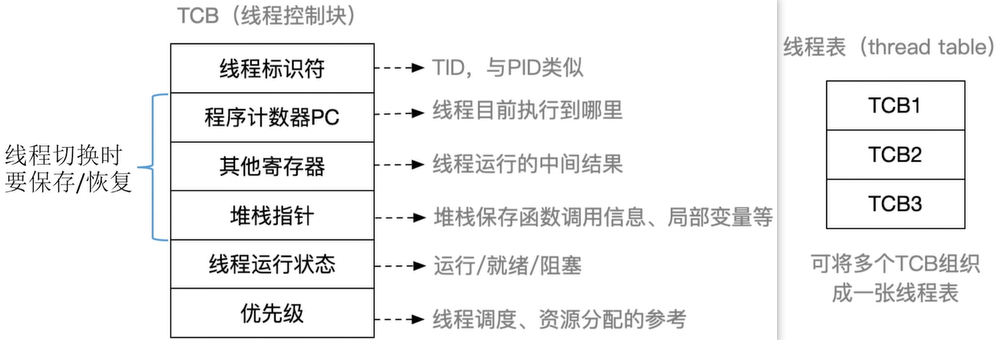 TCB（线程控制块）
线程标识符
TID，与PID类似
程序计数器PC
线程目前执行到哪里
其他寄存器
线程运行的中间结果
堆栈指针
堆栈保存函数调用信息、局部变量等
线程运行状态
运行/就绪/阻塞
优先级
线程调度、资源分配的参考
线程切换时
要保存/恢复
线程表（thread table）
TCB1
TCB2
TCB3
可将多个TCB组织
成一张线程表